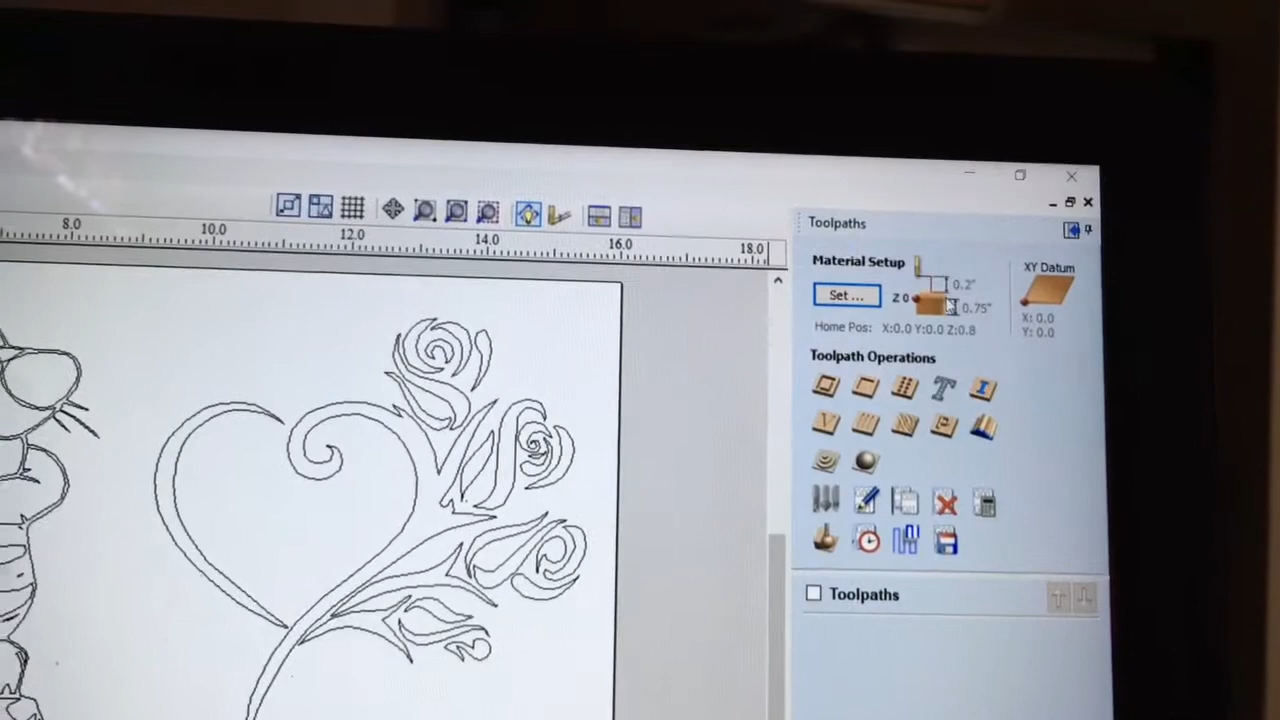 8.0
10.0
12.0
14.0
16.0
18.0
Toolpaths
Material Setup
0.2"
XY Datum
Set ...
Z 0
0.75"
X: 0.0
Home Pos: X:0.0 Y:0.0 Z:0.8
Y: 0.0
Toolpath Operations
Toolpaths